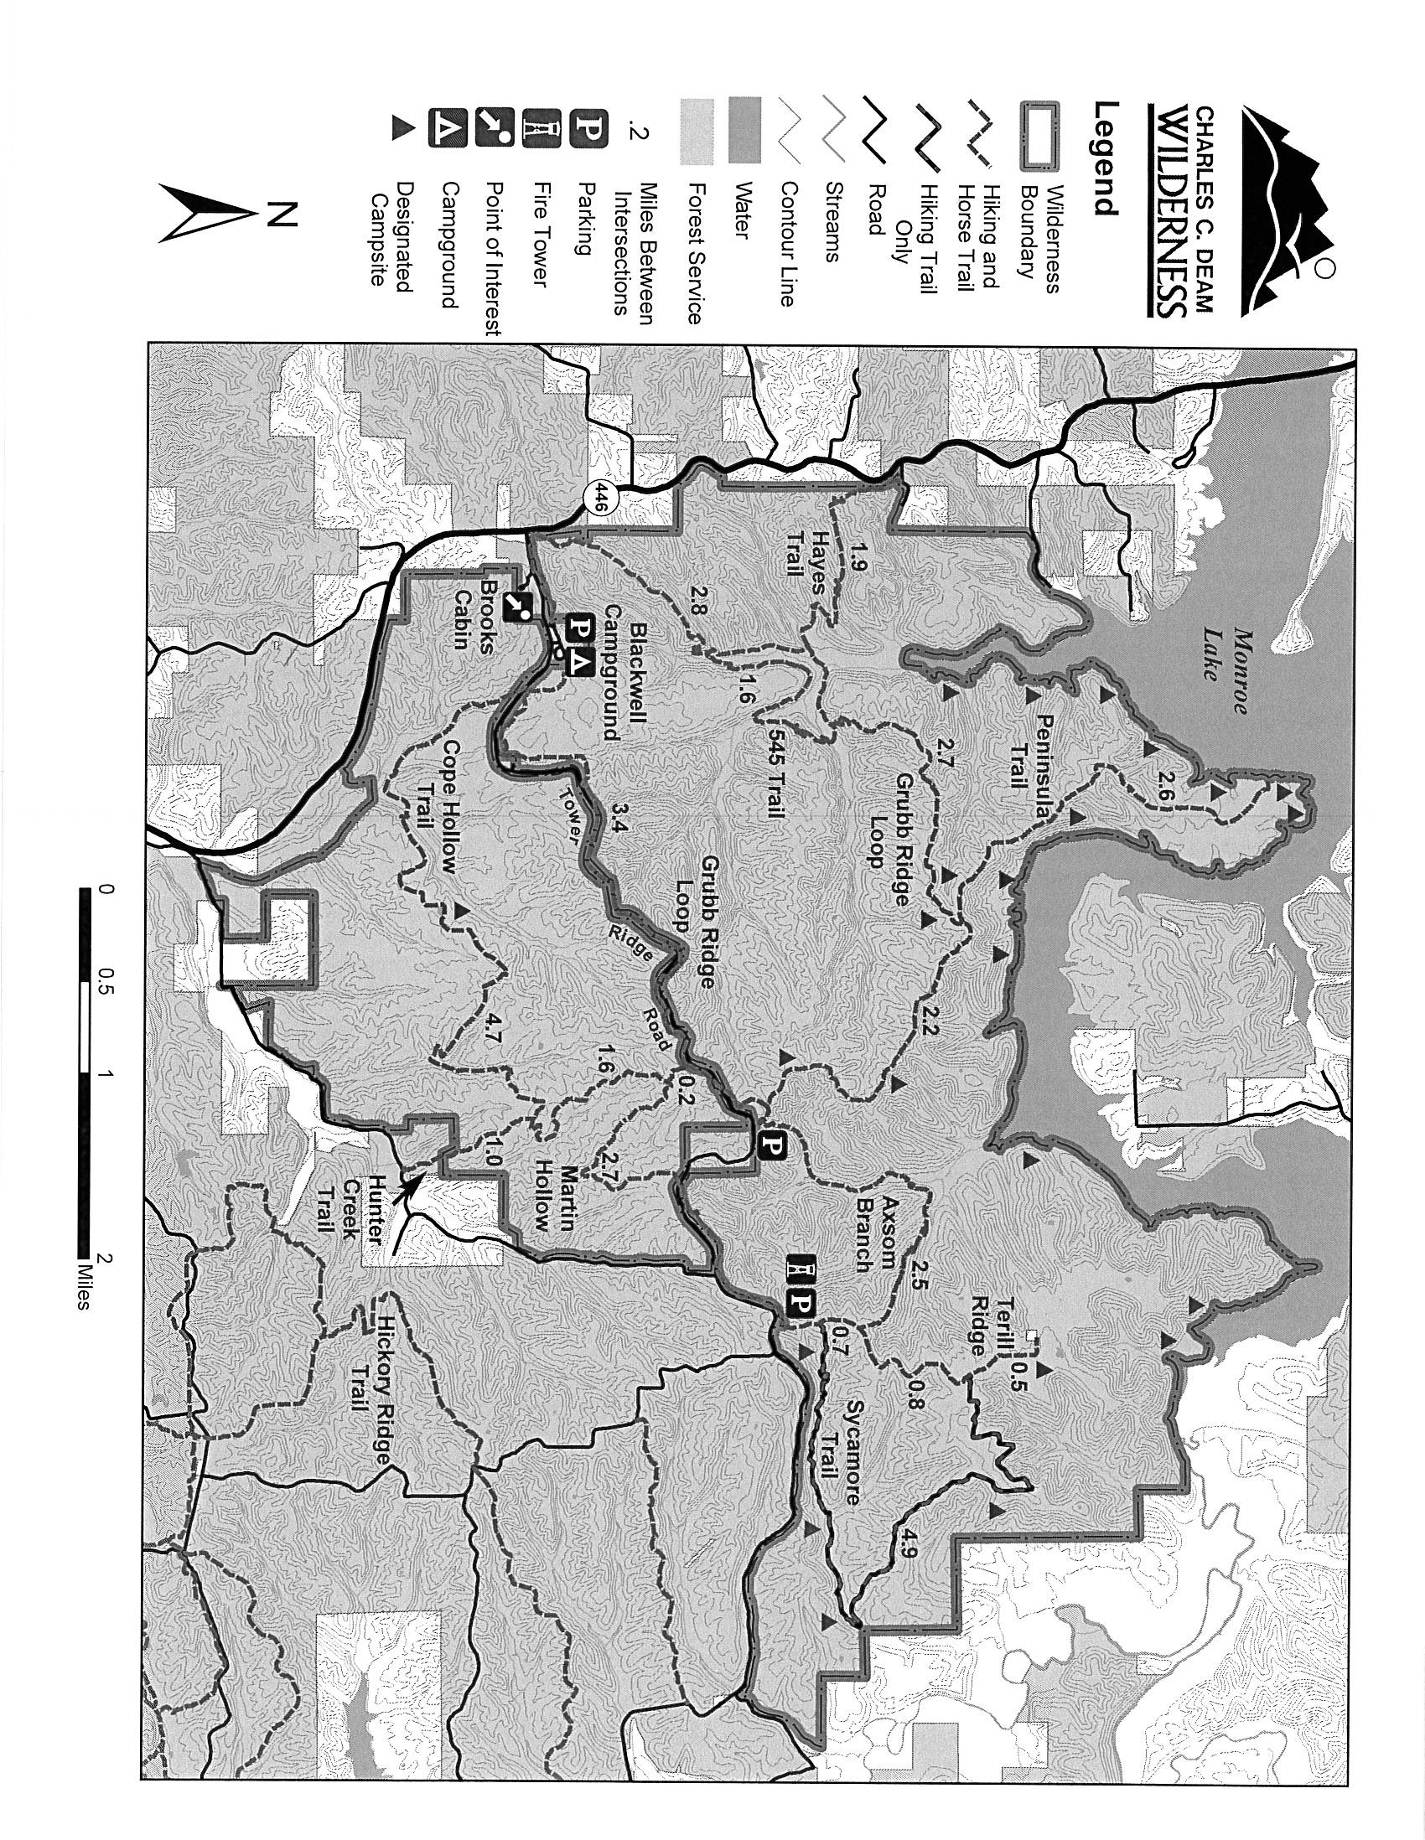 CHARLES C. DEAM
WILDERNESS
Legend
Wilderness
Boundary
Hiking and
Horse Trail
Hiking Trail
Only
Road
Streams
Contour Line
Water
Forest Service
.2
Miles Between
Intersections
P
Parking
Fire Tower
Point of Interest
Campground
Designated
Campsite
N
Monroe
Lake
446
1.9
Hayes
Trail
2.8
Blackwell
Campground
P
Brooks
Cabin
1.6
545 Trail
2.7
Grubb Ridge
Loop
Peninsula
Trail
2.6
Cope Hollow
Trail
3.4
Tower
Ridge
Road
Grubb Ridge
Loop
2.2
4.7
1.6
0.2
P
1.0
2.7
Martin
Hollow
Hunter
Creek
Trail
Axsom
Branch
2.5
P
0.7
Terill
Ridge
0.5
0.8
Sycamore
Trail
4.9
Hickory Ridge
Trail
0 0.5 1 2
Miles